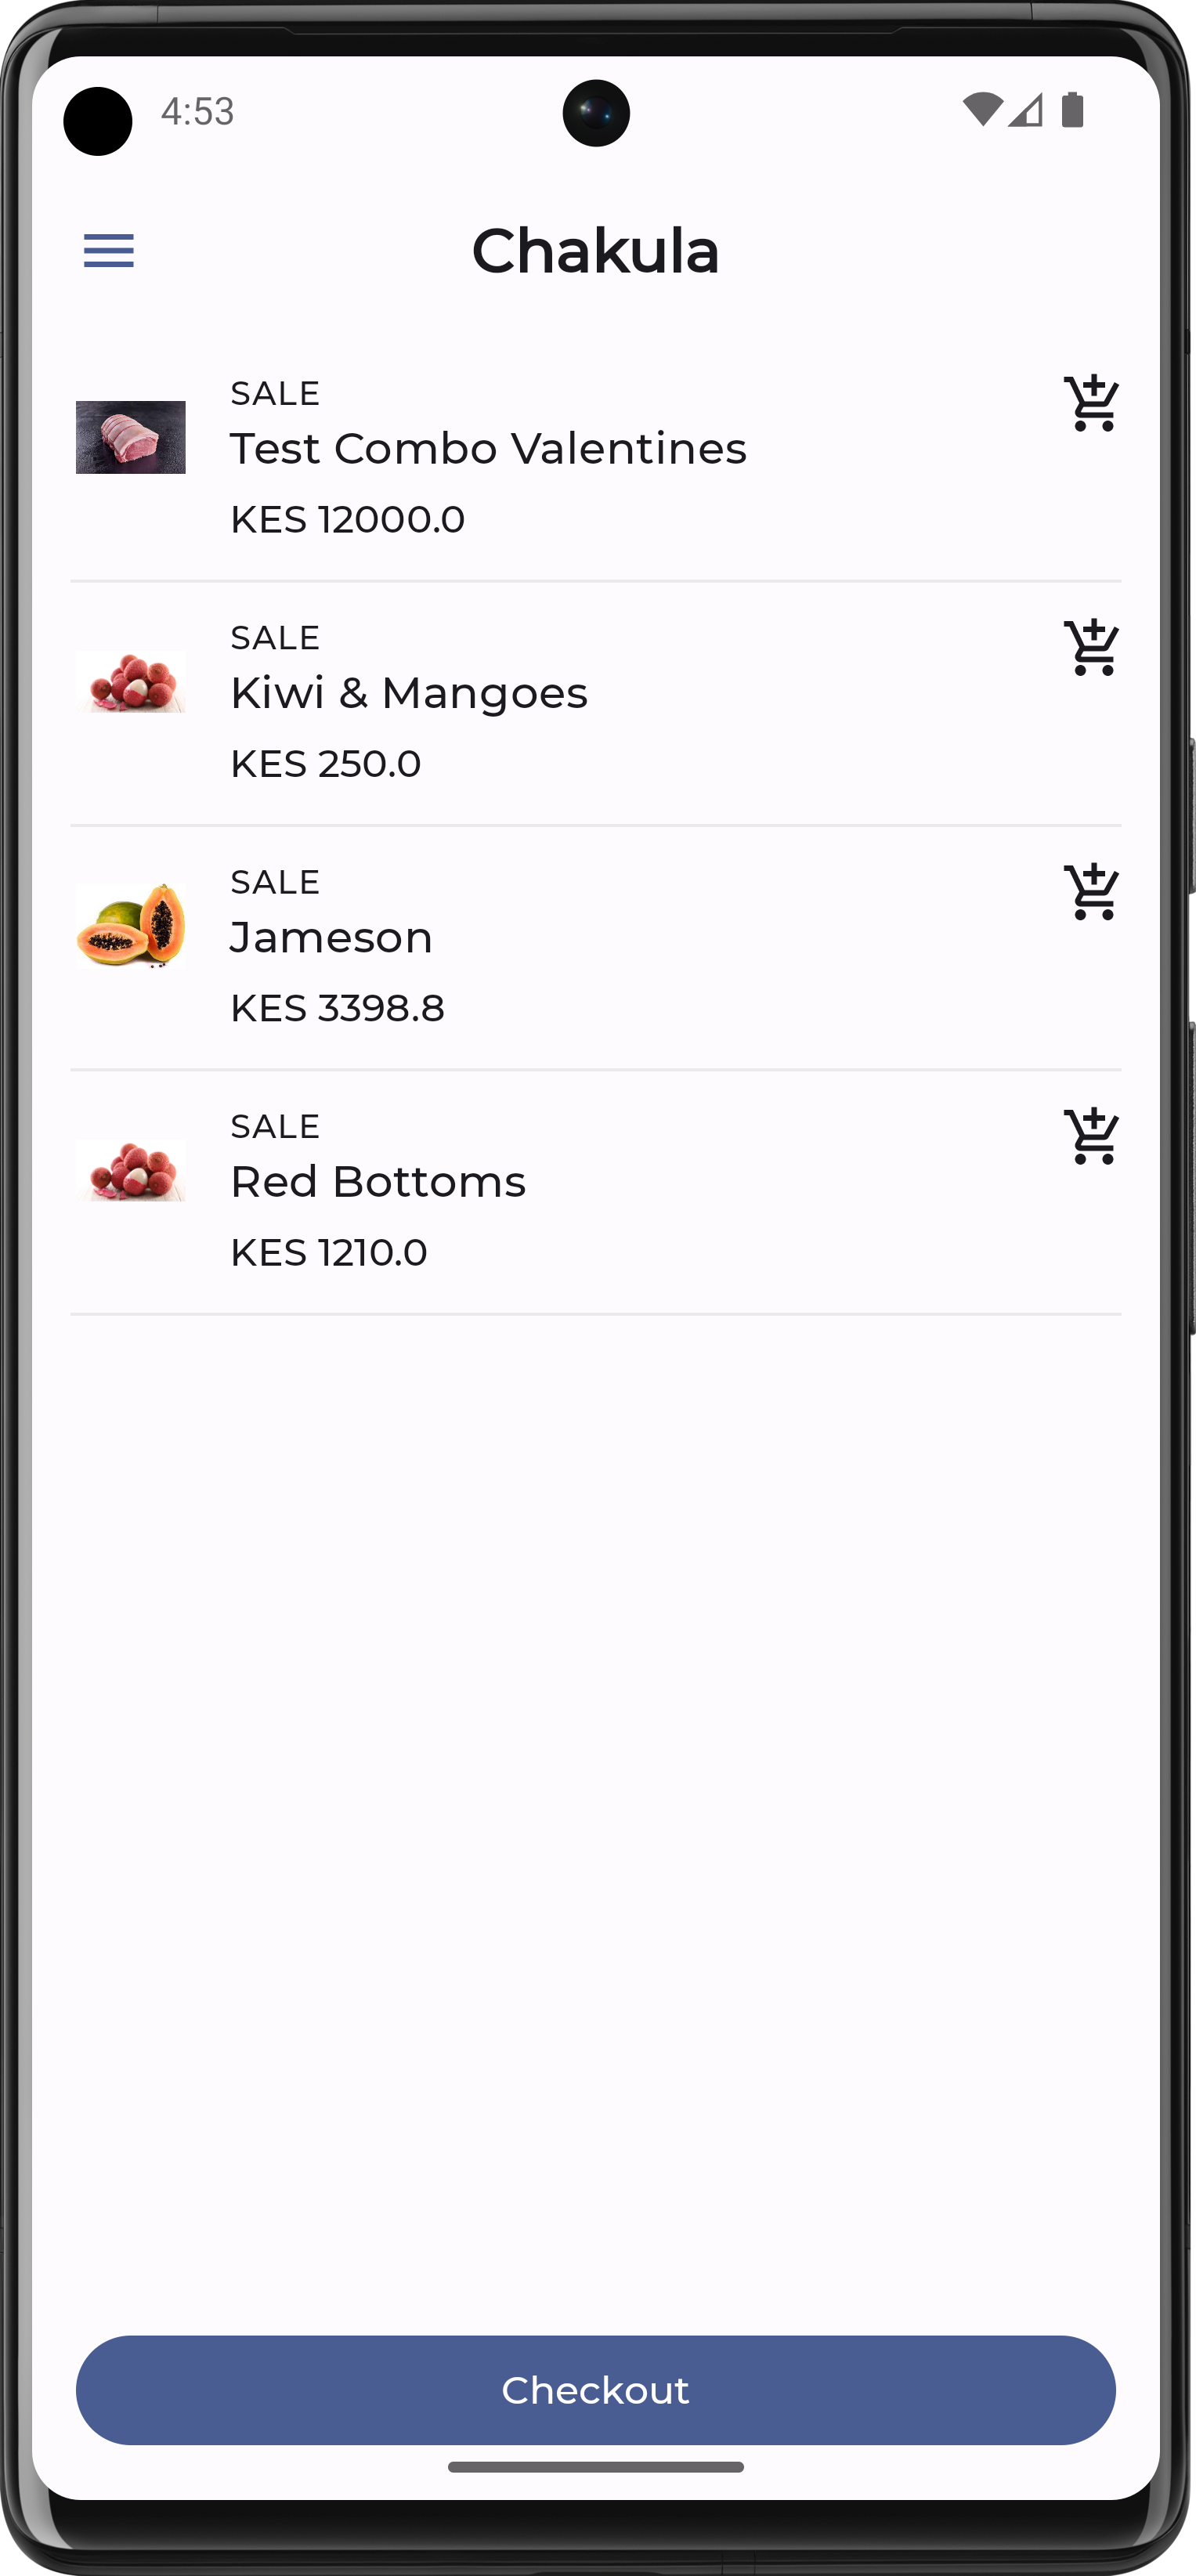 4:53
Chakula
SALE
Test Combo Valentines
KES 12000.0
SALE
Kiwi & Mangoes
KES 250.0
SALE
Jameson
KES 3398.8
SALE
Red Bottoms
KES 1210.0
Checkout